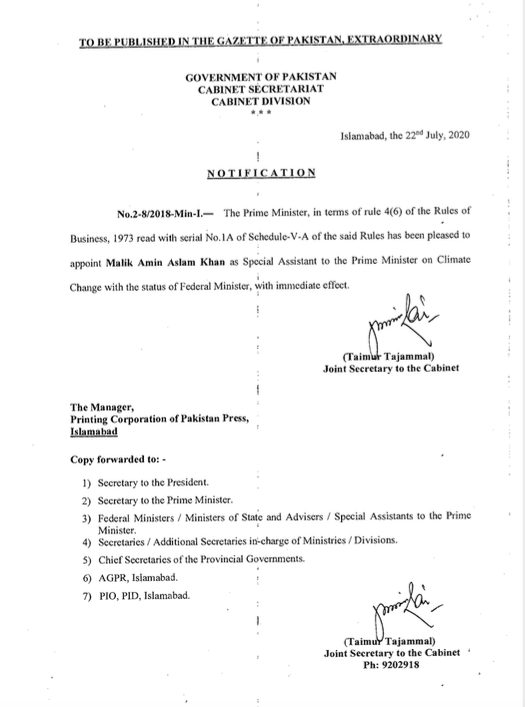 TO BE PUBLISHED IN THE GAZETTE OF PAKISTAN, EXTRAORDINARY
GOVERNMENT OF PAKISTAN
CABINET SECRETARIAT
CABINET DIVISION
***
Islamabad, the 22nd July, 2020
NOTIFICATION
No.2-8/2018-Min-I.— The Prime Minister, in terms of rule 4(6) of the Rules of
Business, 1973 read with serial No.1A of Schedule-V-A of the said Rules has been pleased to
appoint Malik Amin Aslam Khan as Special Assistant to the Prime Minister on Climate
Change with the status of Federal Minister, with immediate effect.
(Taimur Tajammal)
Joint Secretary to the Cabinet
The Manager,
Printing Corporation of Pakistan Press,
Islamabad
Copy forwarded to: -
1) Secretary to the President.
2) Secretary to the Prime Minister.
3) Federal Ministers / Ministers of State and Advisers / Special Assistants to the Prime
Minister.
4) Secretaries / Additional Secretaries in-charge of Ministries / Divisions.
5) Chief Secretaries of the Provincial Governments.
6) AGPR, Islamabad.
7) PIO, PID, Islamabad.
(Taimur Tajammal)
Joint Secretary to the Cabinet
Ph: 9202918